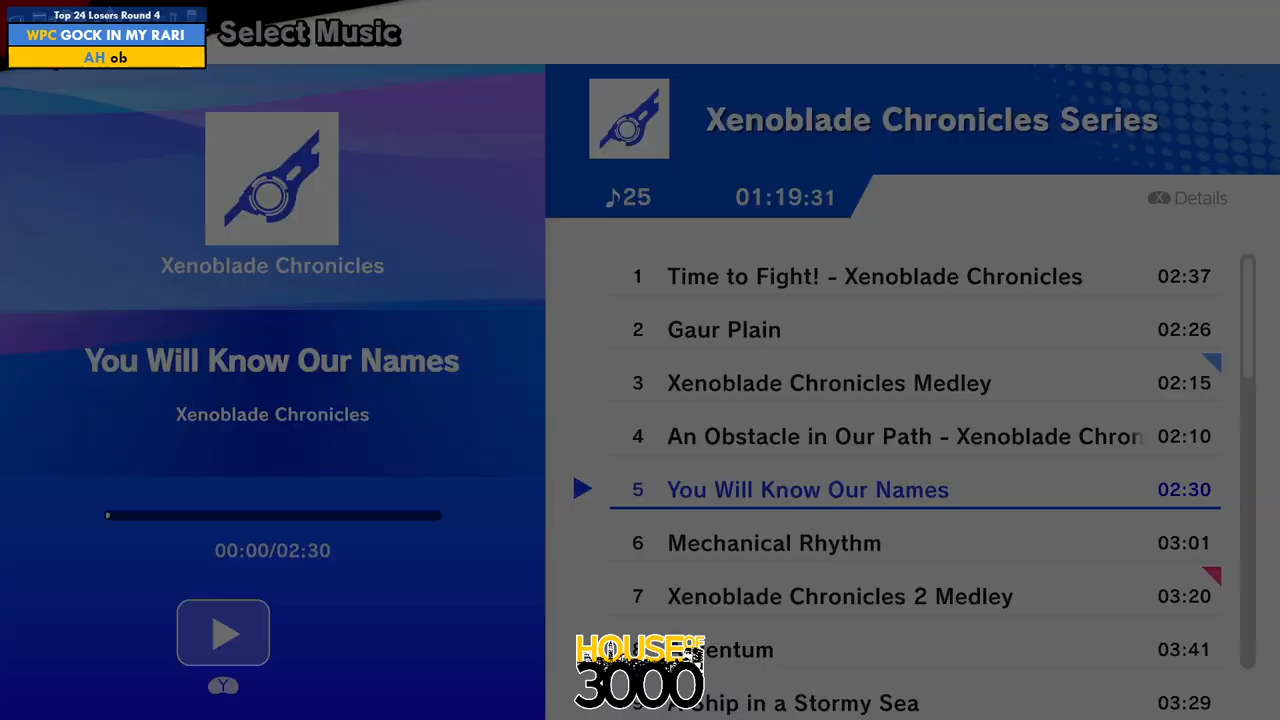 Top 24 Losers Round 4
WPC GOCK IN MY RARI
AH ob
Select Music
Xenoblade Chronicles
You Will Know Our Names
Xenoblade Chronicles
00:00/02:30
Y
Xenoblade Chronicles Series
♪25 01:19:31
X Details
1 Time to Fight! - Xenoblade Chronicles 02:37
2 Gaur Plain 02:26
3 Xenoblade Chronicles Medley 02:15
4 An Obstacle in Our Path - Xenoblade Chron 02:10
5 You Will Know Our Names 02:30
6 Mechanical Rhythm 03:01
7 Xenoblade Chronicles 2 Medley 03:20
entum 03:41
Ship in a Stormy Sea 03:29
HOUSE OF
3000